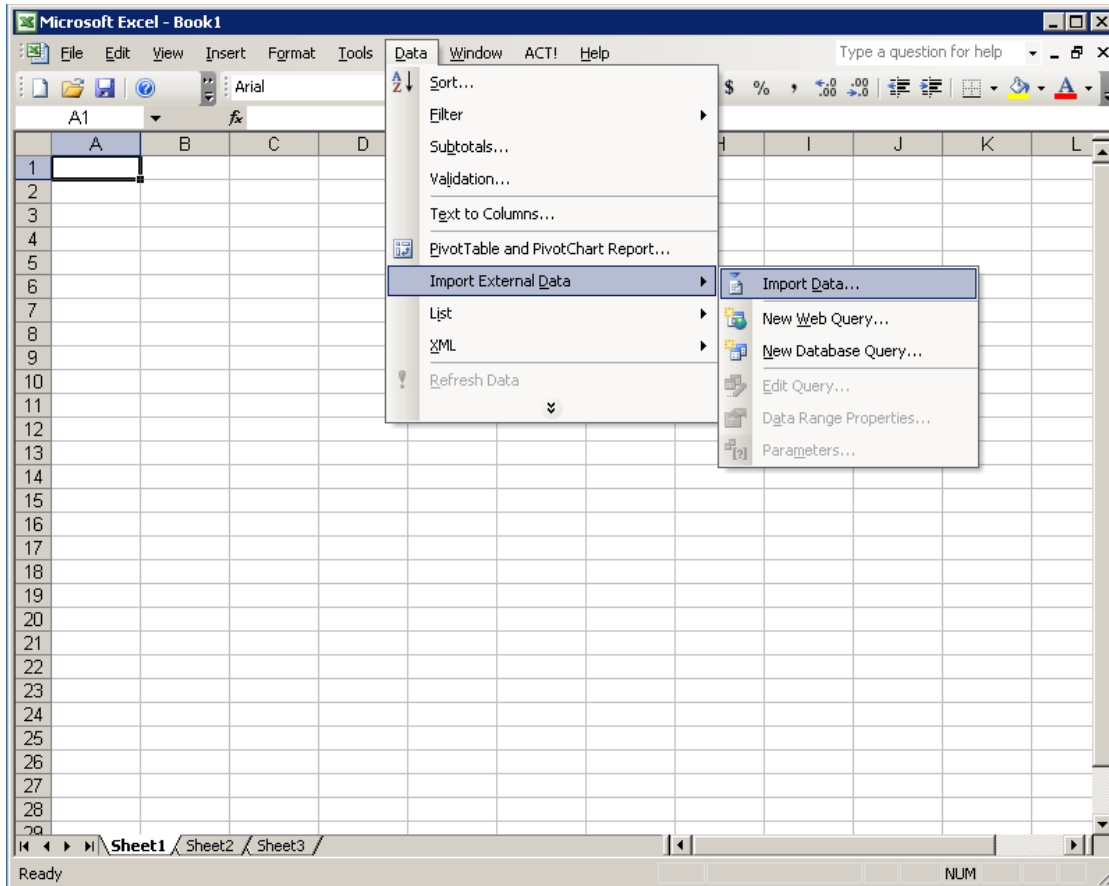 Microsoft Excel - Book1
File Edit View Insert Format Tools Data Window ACT! Help Type a question for help
Arial $ % , .00 .00 A
A1 fx
A B C D H I J K L
1
2
3
4
5
6
7
8
9
10
11
12
13
14
15
16
17
18
19
20
21
22
23
24
25
26
27
28
29
Sort...
Filter
Subtotals...
Validation...
Text to Columns...
PivotTable and PivotChart Report...
Import External Data
List
XML
Refresh Data
Import Data...
New Web Query...
New Database Query...
Edit Query...
Data Range Properties...
Parameters...
Sheet1 Sheet2 Sheet3
Ready NUM